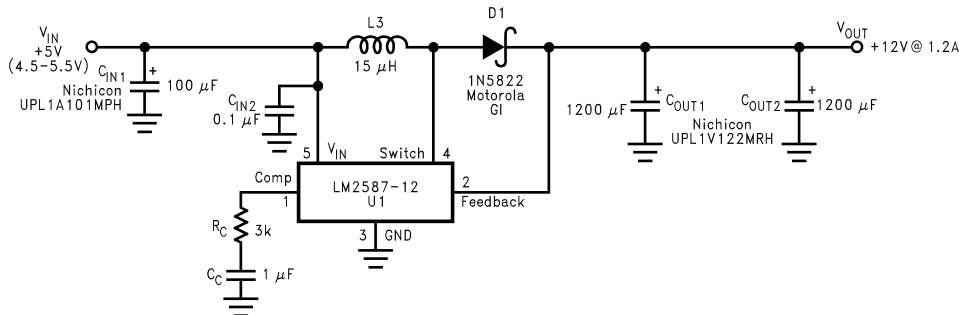 L3
D1
VIN
+5V
(4.5-5.5V)
15 μH
VOUT
+12V@ 1.2A
CIN1
+
100 μF
Nichicon
UPL1A101MPH
CIN2
0.1 μF
1N5822
Motorola
GI
1200 μF
+
COUT1
Nichicon
UPL1V122MRH
COUT2
+
1200 μF
5
VIN
Switch
4
Comp
1
LM2587-12
U1
2
Feedback
3
GND
RC
3k
CC
1 μF